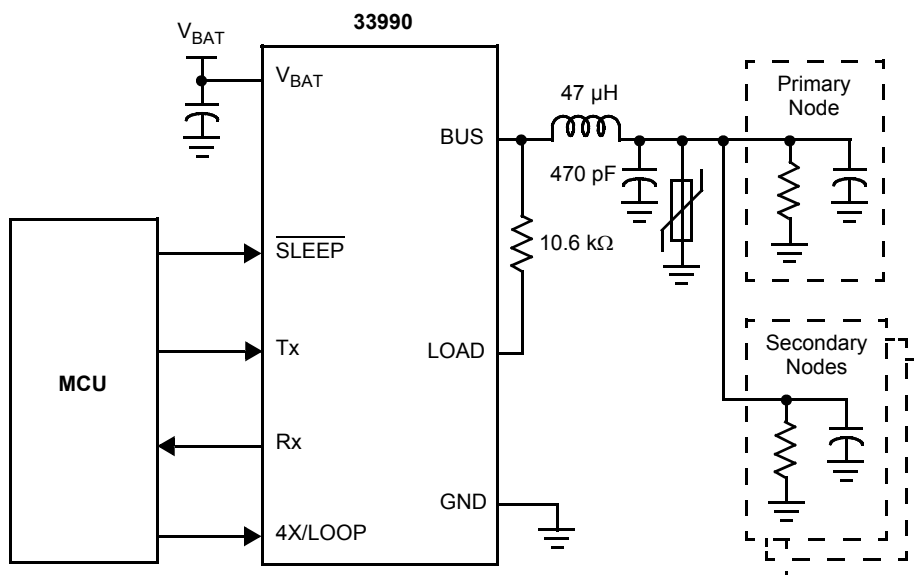 33990
V_BAT
V_BAT
47 µH
Primary
Node
BUS
470 pF
SLEEP
10.6 kΩ
Tx
LOAD
Secondary
Nodes
MCU
Rx
GND
4X/LOOP